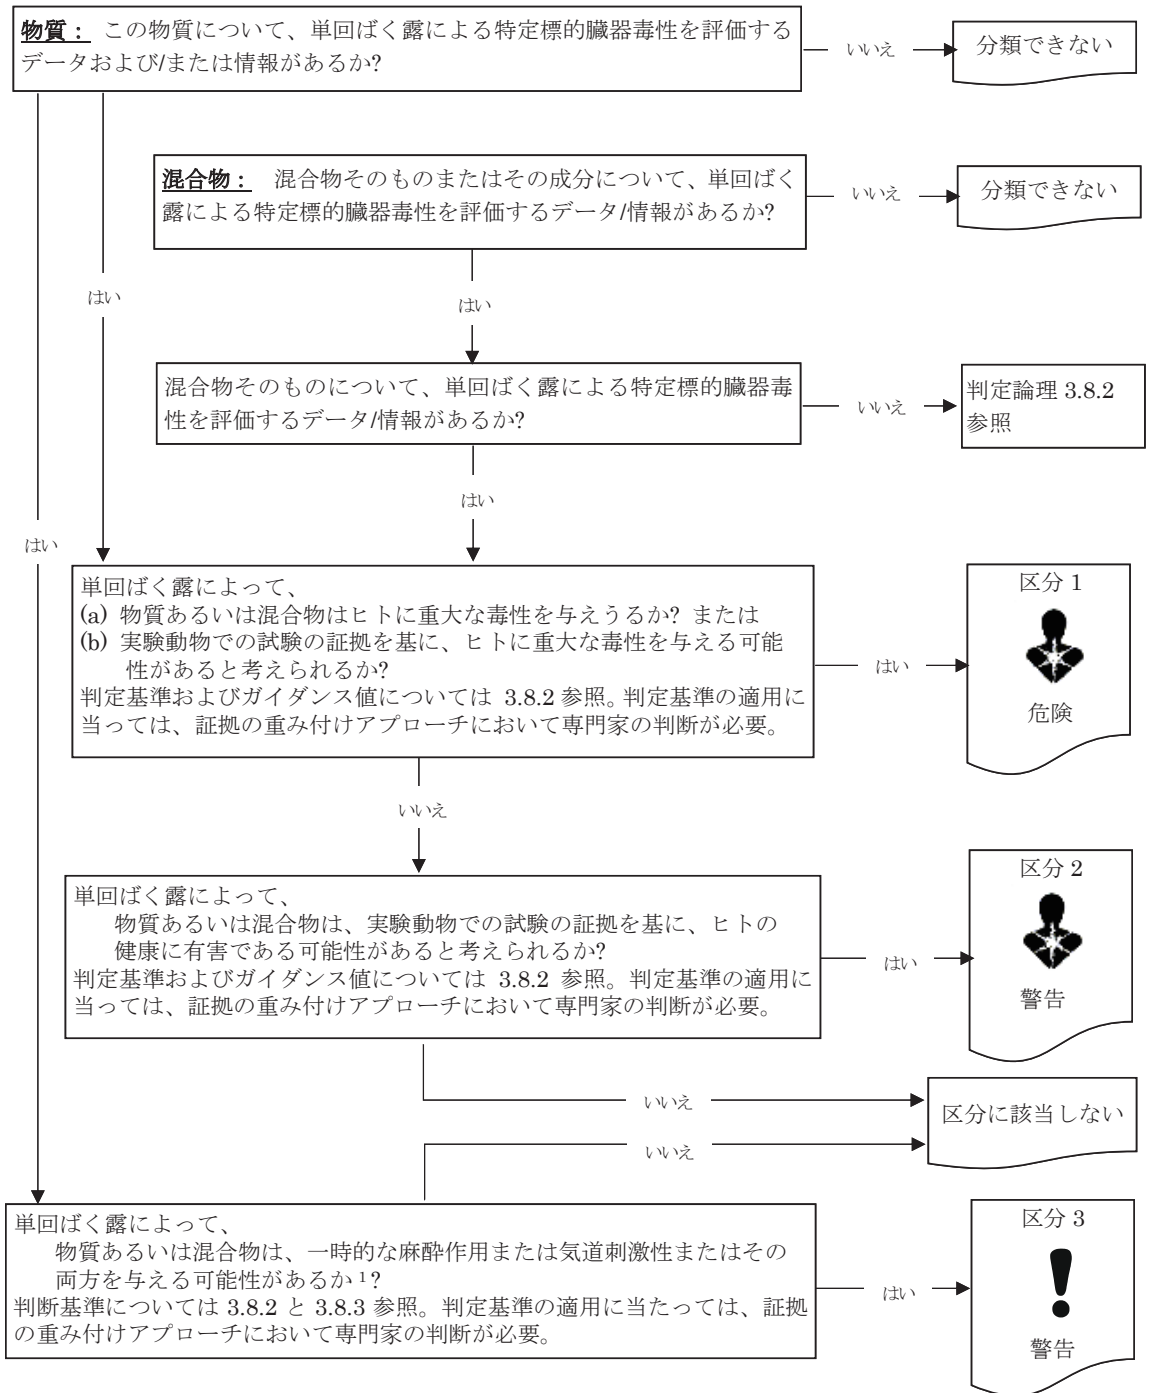 物質： この物質について、単回ばく露による特定標的臓器毒性を評価する
データおよび/または情報があるか?
いいえ
分類できない
混合物： 混合物そのものまたはその成分について、単回ばく
露による特定標的臓器毒性を評価するデータ/情報があるか?
いいえ
分類できない
はい
はい
混合物そのものについて、単回ばく露による特定標的臓器毒
性を評価するデータ/情報があるか?
いいえ
判定論理 3.8.2
参照
はい
はい
単回ばく露によって、
(a) 物質あるいは混合物はヒトに重大な毒性を与えうるか? または
(b) 実験動物での試験の証拠を基に、ヒトに重大な毒性を与える可能
性があると考えられるか?
判定基準およびガイダンス値については 3.8.2 参照。判定基準の適用に
当っては、証拠の重み付けアプローチにおいて専門家の判断が必要。
はい
区分 1
危険
いいえ
単回ばく露によって、
物質あるいは混合物は、実験動物での試験の証拠を基に、ヒトの
健康に有害である可能性があると考えられるか?
判定基準およびガイダンス値については 3.8.2 参照。判定基準の適用に
当っては、証拠の重み付けアプローチにおいて専門家の判断が必要。
はい
区分 2
警告
いいえ
区分に該当しない
いいえ
単回ばく露によって、
物質あるいは混合物は、一時的な麻酔作用または気道刺激性またはその
両方を与える可能性があるか ¹?
判断基準については 3.8.2 と 3.8.3 参照。判定基準の適用に当たっては、証拠
の重み付けアプローチにおいて専門家の判断が必要。
はい
区分 3
警告